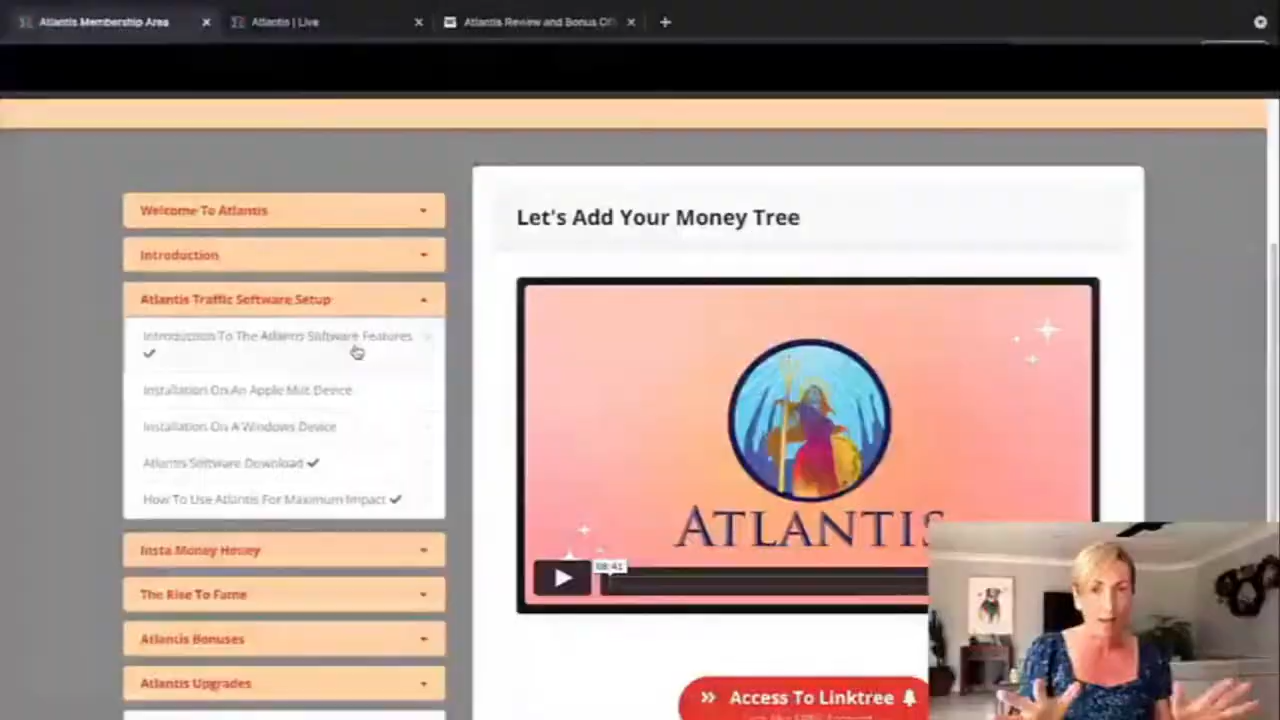 Atlantis Membership Area
Atlantis | Live
Atlantis Review and Bonus Of
Welcome To Atlantis
Introduction
Atlantis Traffic Software Setup
Introduction To The Atlantis Software Features
Installation On An Apple Mac Device
Installation On A Windows Device
Atlantis Software Download
How To Use Atlantis For Maximum Impact
Insta Money Honey
The Rise To Fame
Atlantis Bonuses
Atlantis Upgrades
Let's Add Your Money Tree
ATLANTIS
08:41
Access To Linktree